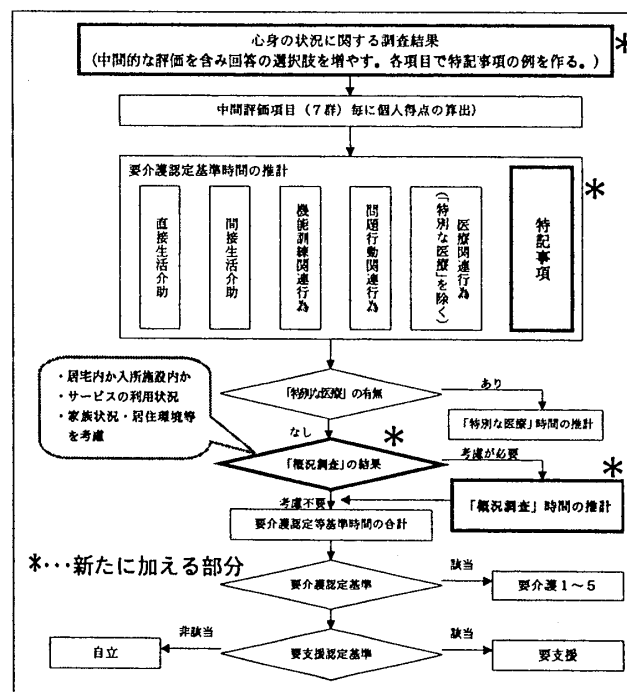 心身の状況に関する調査結果
(中間的な評価を含み回答の選択肢を増やす。各項目で特記事項の例を作る。)
*
中間評価項目(7群)毎に個人得点の算出
要介護認定基準時間の推計
直接生活介助
間接生活介助
機能訓練関連行為
問題行動関連行為
医療関連行為
(「特別な医療」を除く)
特記事項
*
・居宅内か入所施設内か
・サービスの利用状況
・家族状況・居住環境等
を考慮
「特別な医療」の有無
あり
「特別な医療」時間の推計
なし
*
「概況調査」の結果
考慮が必要
*
「概況調査」時間の推計
考慮不要
要介護認定等基準時間の合計
*・・・新たに加える部分
要介護認定基準
該当
要介護1～5
非該当
自立
要支援認定基準
該当
要支援